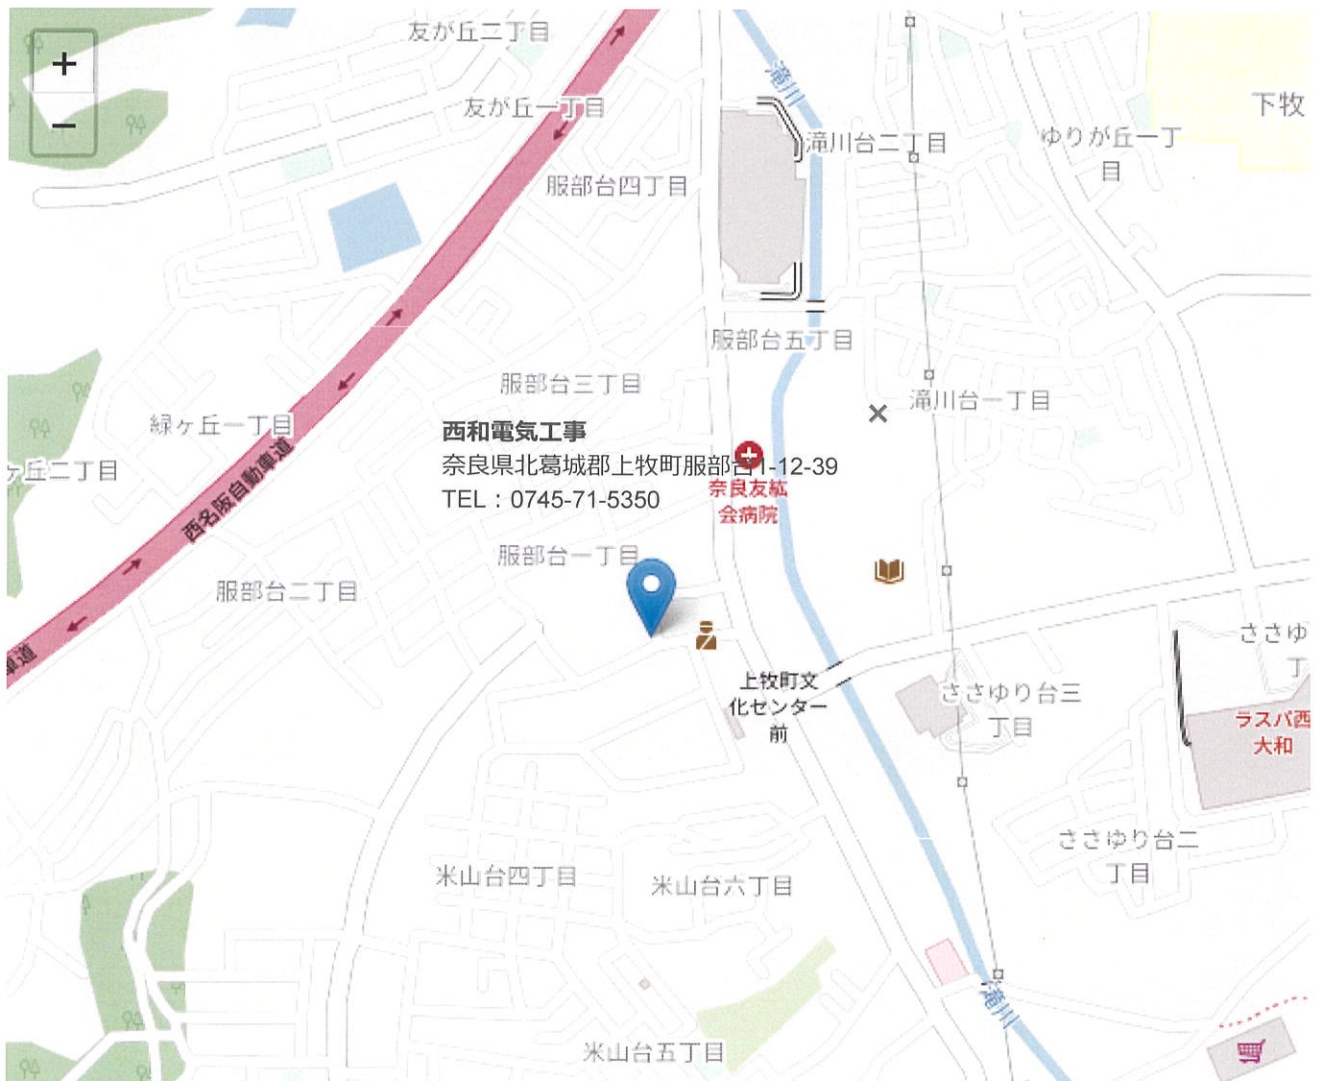 友が丘二丁目
滝川
友が丘一丁目
下牧
滝川台二丁目
ゆりが丘一丁
目
服部台四丁目
服部台五丁目
服部台三丁目
滝川台一丁目
緑ヶ丘一丁目
西和電気工事
奈良県北葛城郡上牧町服部台1-12-39
TEL：0745-71-5350
ケ丘二丁目
西名阪自動車道
奈良友紘
会病院
服部台一丁目
服部台二丁目
車道
ささゆ
丁
上牧町文
化センター
前
ささゆり台三
丁目
ラスパ西
大和
ささゆり台二
丁目
米山台四丁目
米山台六丁目
滝川
米山台五丁目